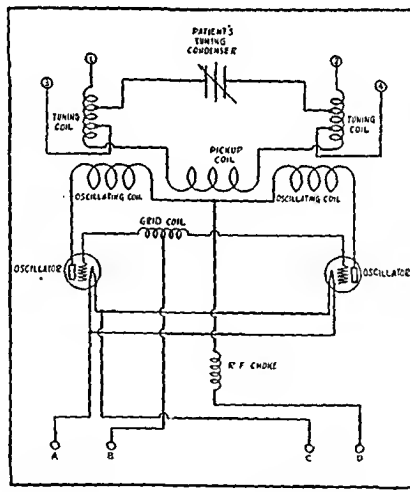 PATIENT'S
TUNING
CONDENSER
1
2
3
4
TUNING
COIL
TUNING
COIL
PICKUP
COIL
OSCILLATING COIL
OSCILLATING COIL
GRID COIL
OSCILLATOR
OSCILLATOR
R F CHOKE
A
B
C
D